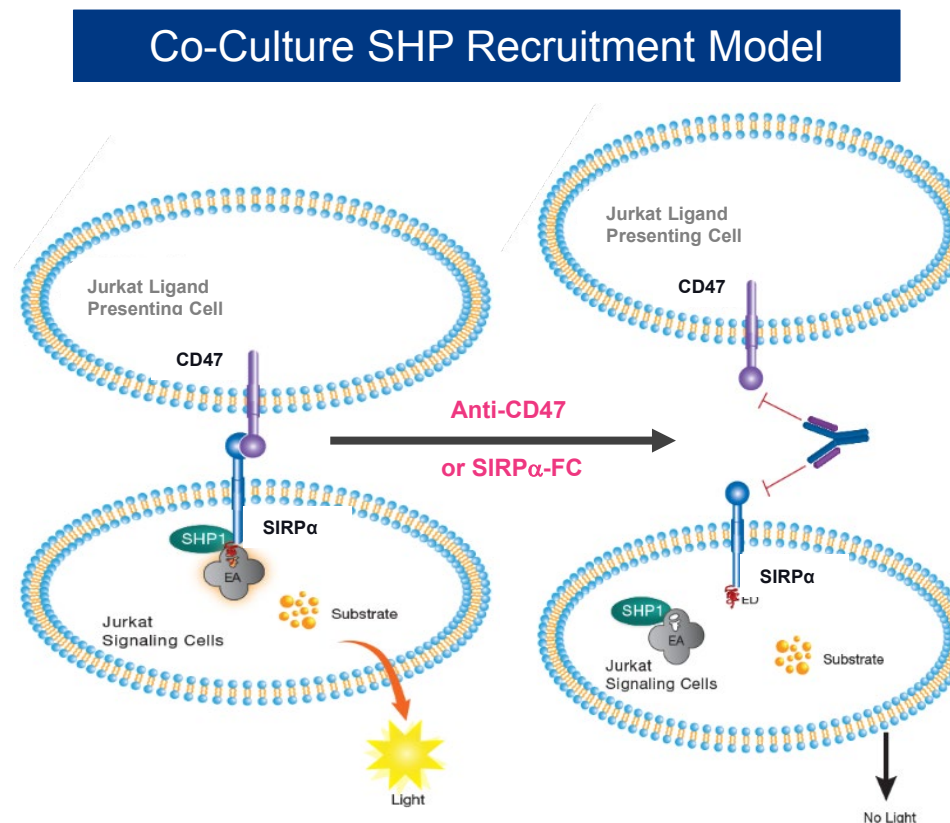 Co-Culture SHP Recruitment Model
Jurkat Ligand
Presenting Cell
CD47
SIRPα
SHP1
EA
Substrate
Jurkat
Signaling Cells
Light
Anti-CD47
or SIRPα-FC
Jurkat Ligand
Presenting Cell
CD47
SIRPα
ED
SHP1
EA
Substrate
Jurkat
Signaling Cells
No Light